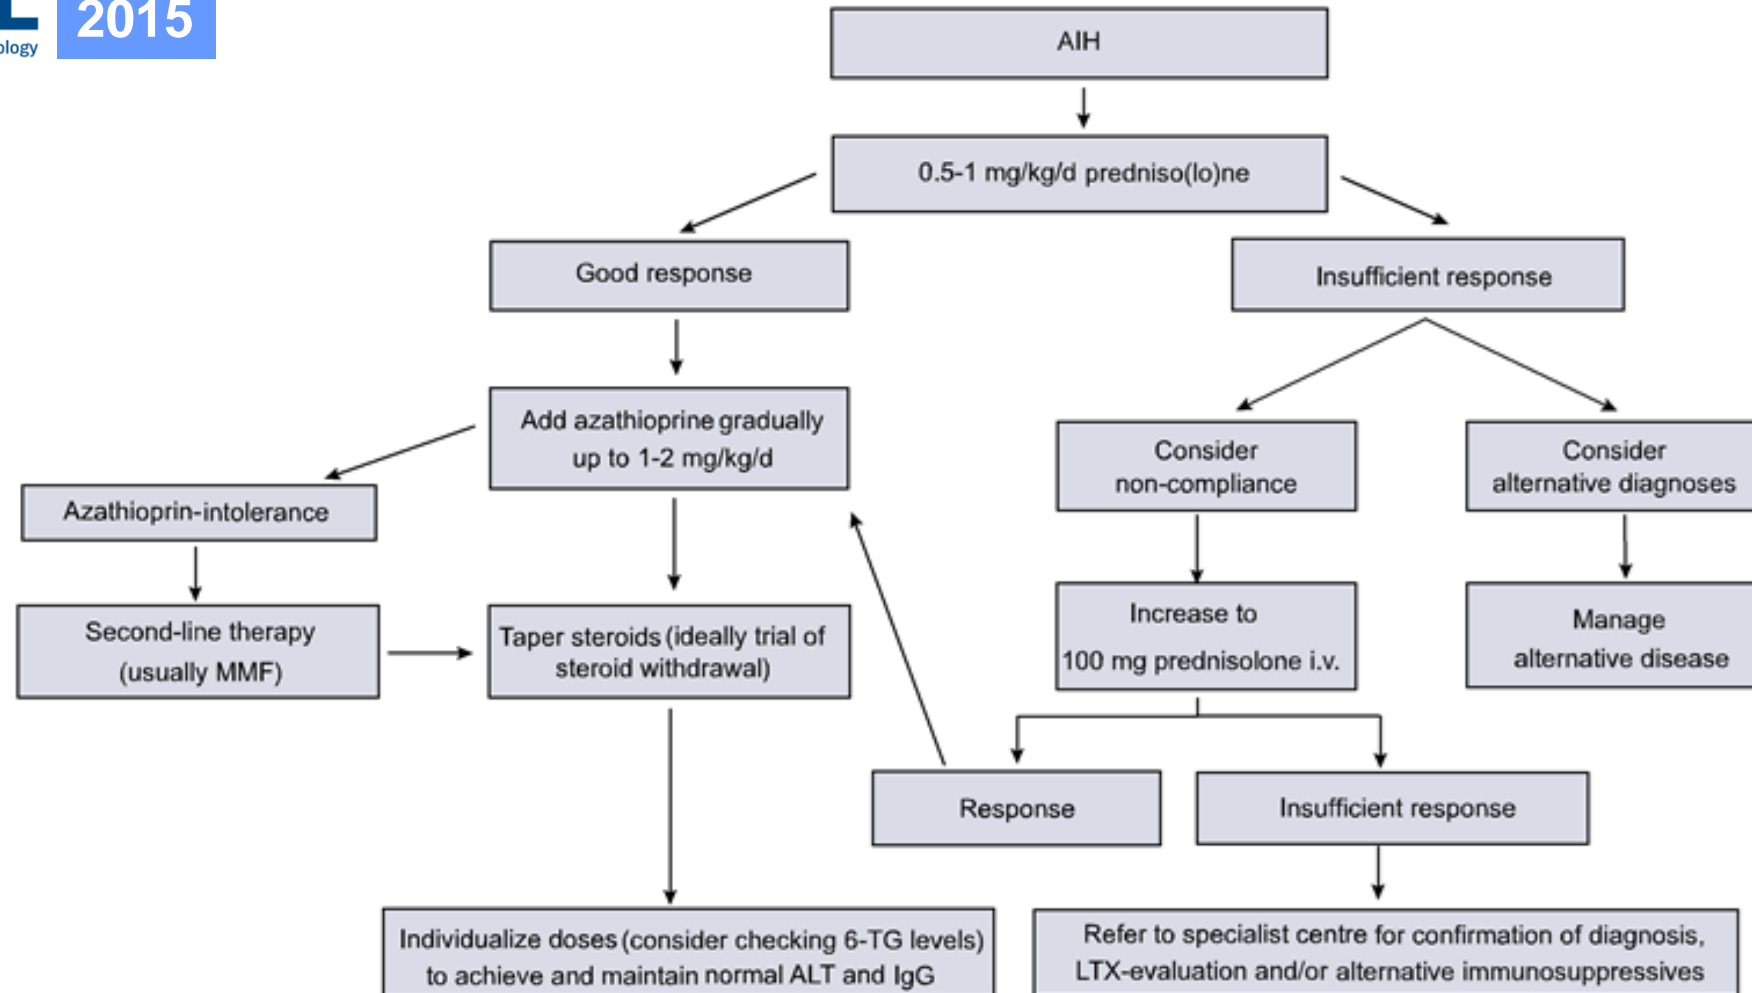 2015
ology
AIH
0.5-1 mg/kg/d predniso(lo)ne
Good response
Insufficient response
Add azathioprine gradually
up to 1-2 mg/kg/d
Consider
non-compliance
Consider
alternative diagnoses
Azathioprin-intolerance
Second-line therapy
(usually MMF)
Taper steroids (ideally trial of
steroid withdrawal)
Increase to
100 mg prednisolone i.v.
Manage
alternative disease
Response
Insufficient response
Individualize doses (consider checking 6-TG levels)
to achieve and maintain normal ALT and IgG
Refer to specialist centre for confirmation of diagnosis,
LTX-evaluation and/or alternative immunosuppressives